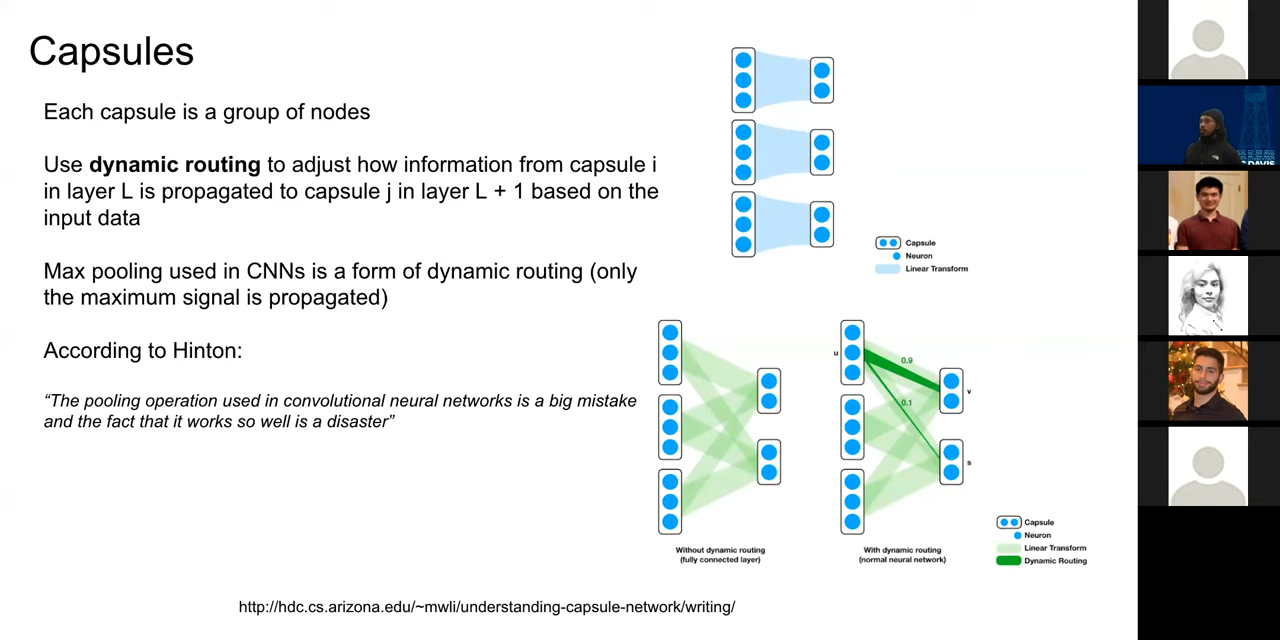 Capsules
Each capsule is a group of nodes
Use dynamic routing to adjust how information from capsule i
in layer L is propagated to capsule j in layer L + 1 based on the
input data
Max pooling used in CNNs is a form of dynamic routing (only
the maximum signal is propagated)
According to Hinton:
“The pooling operation used in convolutional neural networks is a big mistake
and the fact that it works so well is a disaster”
Capsule
Neuron
Linear Transform
u
0.9
0.1
v
s
Without dynamic routing
(fully connected layer)
With dynamic routing
(normal neural network)
Capsule
Neuron
Linear Transform
Dynamic Routing
http://hdc.cs.arizona.edu/~mwli/understanding-capsule-network/writing/
DAVIS